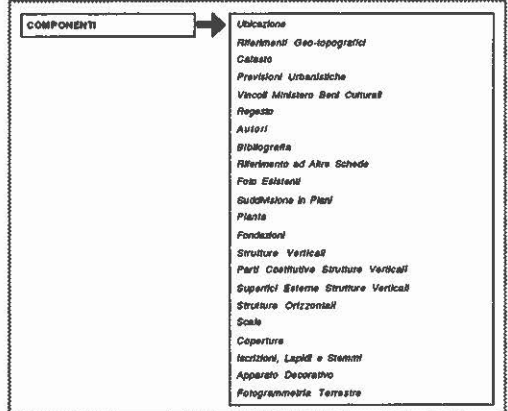 COMPONENTI
Ubicazione
Riferimenti Geo-topografici
Catasto
Previsioni Urbanistiche
Vincoli Ministero Beni Culturali
Regesto
Autori
Bibliografia
Riferimento ad Altre Schede
Foto Esistenti
Suddivisione in Piani
Pianta
Fondazioni
Strutture Verticali
Parti Costitutive Strutture Verticali
Superfici Esterne Strutture Verticali
Strutture Orizzontali
Scale
Coperture
Iscrizioni, Lapidi e Stemmi
Apparato Decorativo
Fotogrammetria Terrestre